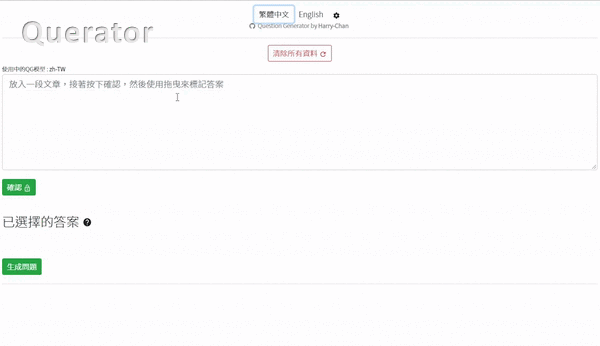 Querator
繁體中文 English
Question Generator by Harry-Chan
清除所有資料
使用中的QG模型 : zh-TW
放入一段文章，接著按下確認，然後使用拖曳來標記答案
確認
已選擇的答案
生成問題